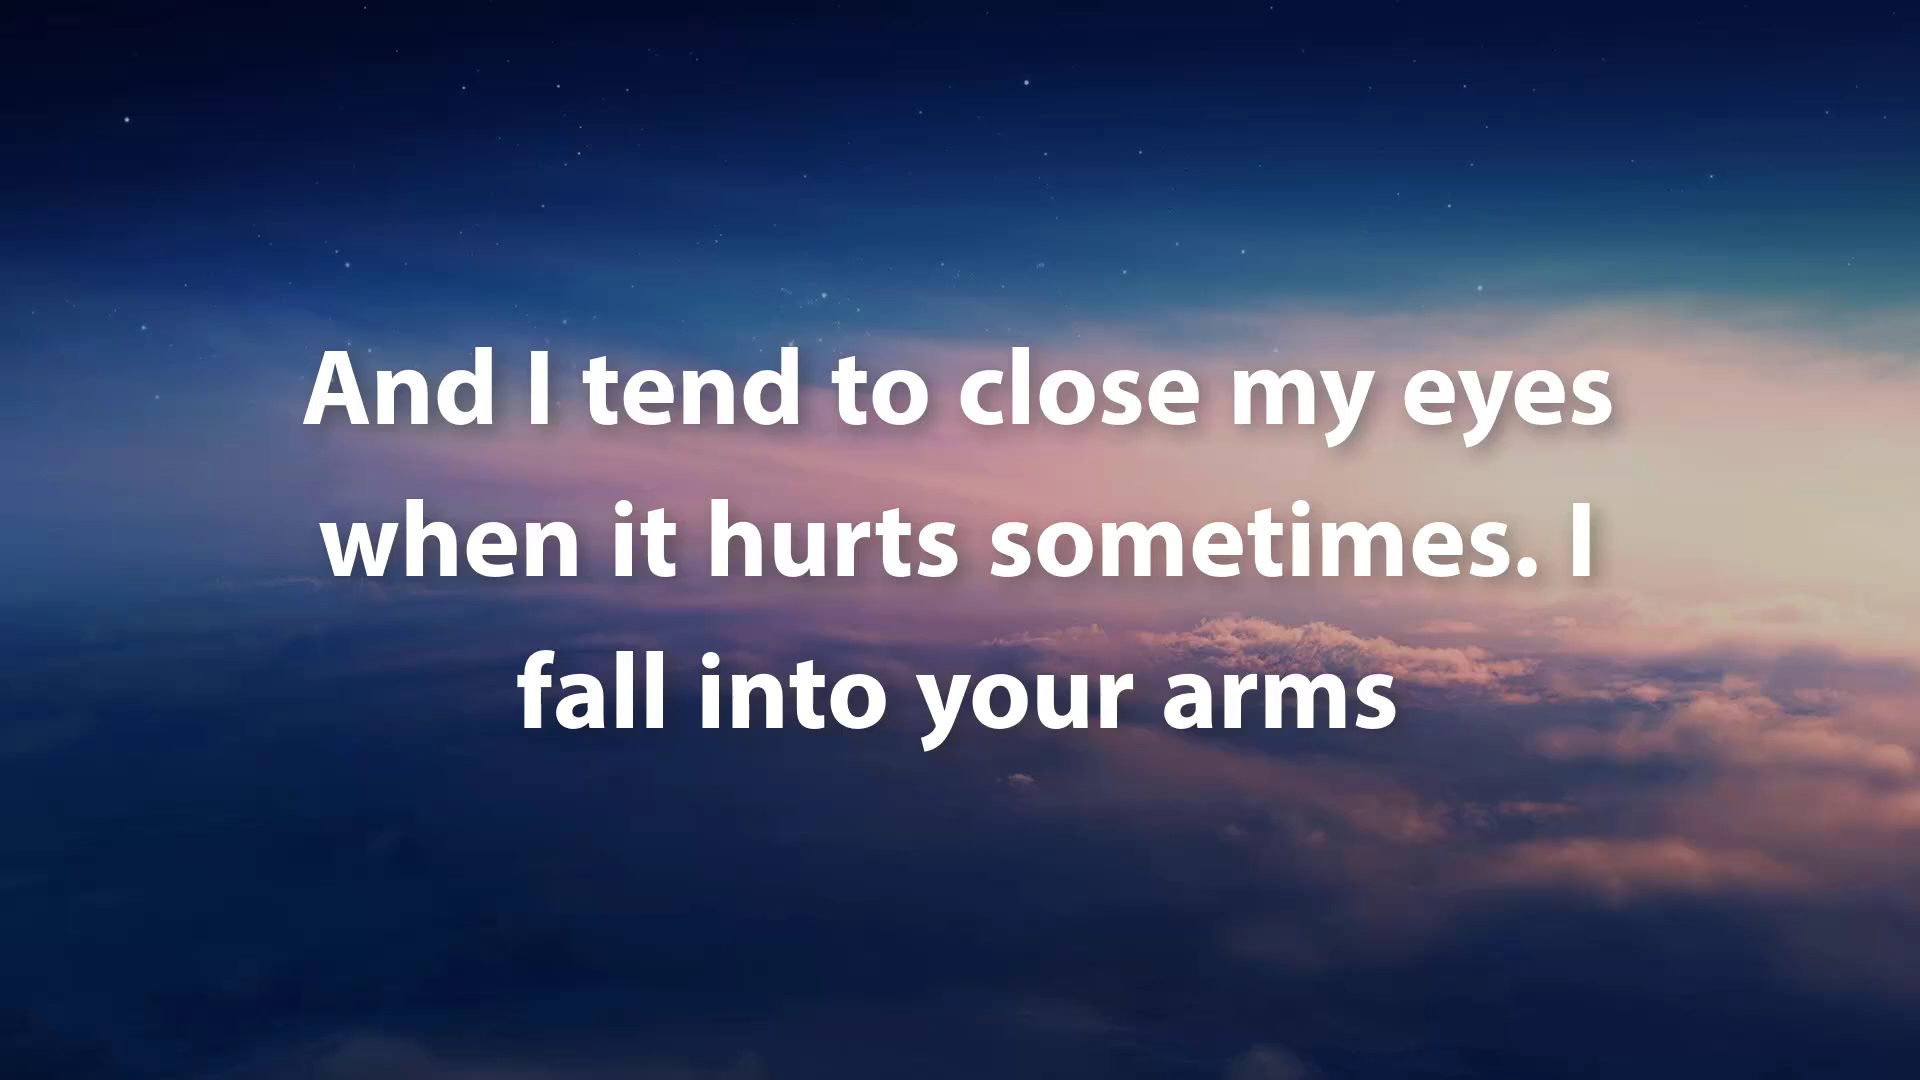 And I tend to close my eyes
when it hurts sometimes. I
fall into your arms